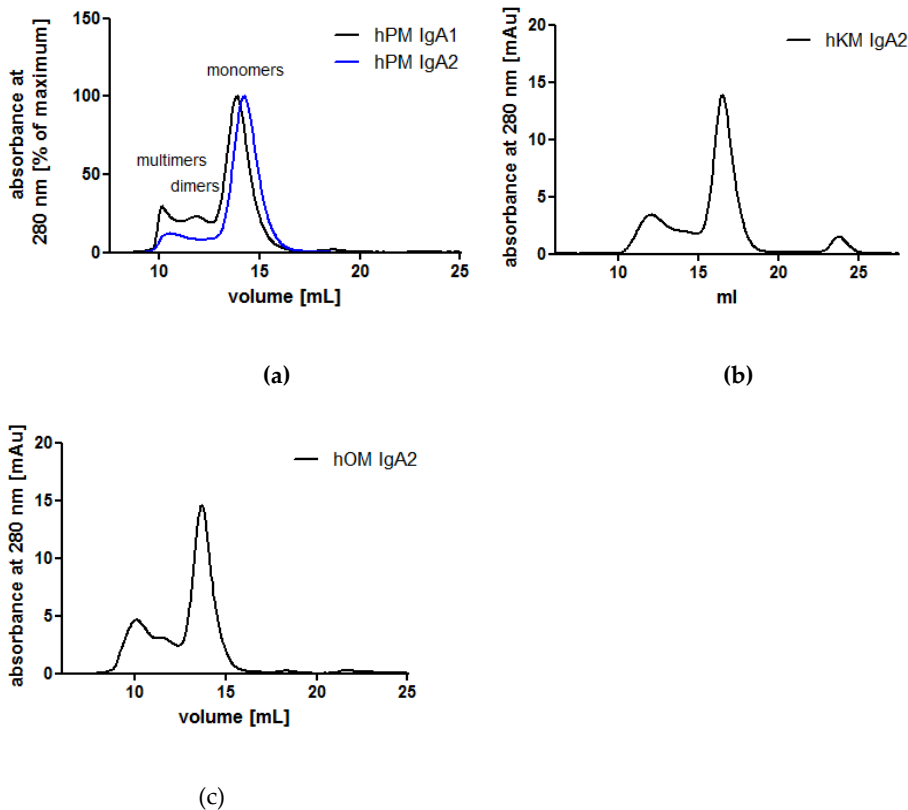 absorbance at
280 nm [% of maximum]
150
100
50
0
10
15
20
25
volume [mL]
hPM IgA1
hPM IgA2
monomers
multimers
dimers
(a)
absorbance at 280 nm [mAu]
20
15
10
5
0
10
15
20
25
ml
hKM IgA2
(b)
absorbance at 280 nm [mAu]
20
15
10
5
0
10
15
20
25
volume [mL]
hOM IgA2
(c)